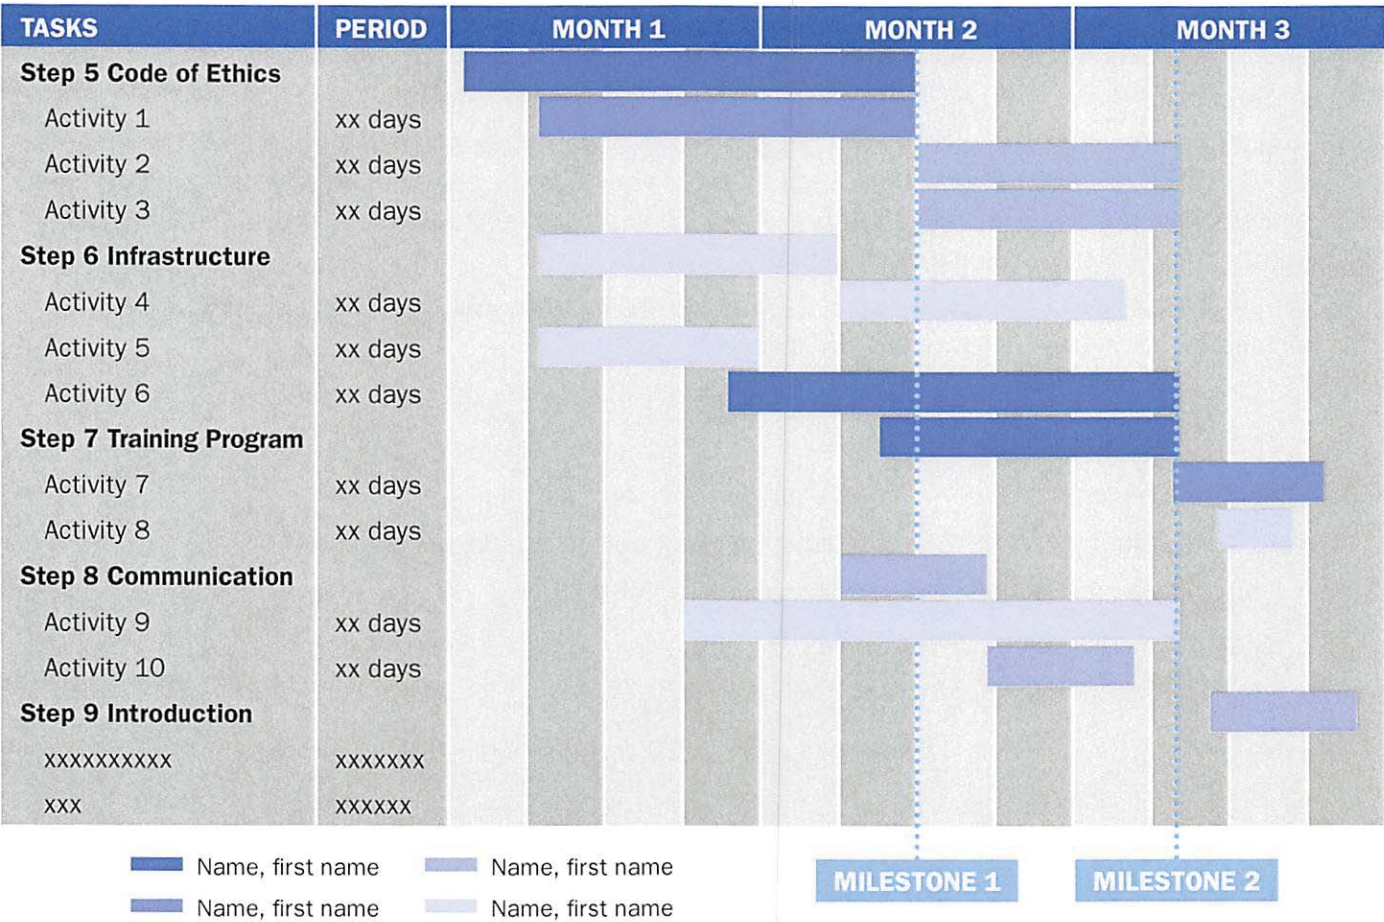 TASKS PERIOD MONTH 1 MONTH 2 MONTH 3
Step 5 Code of Ethics
Activity 1 xx days
Activity 2 xx days
Activity 3 xx days
Step 6 Infrastructure
Activity 4 xx days
Activity 5 xx days
Activity 6 xx days
Step 7 Training Program
Activity 7 xx days
Activity 8 xx days
Step 8 Communication
Activity 9 xx days
Activity 10 xx days
Step 9 Introduction
xxxxxxxxxx xxxxxxx
xxx xxxxxx
Name, first name Name, first name
Name, first name Name, first name
MILESTONE 1 MILESTONE 2